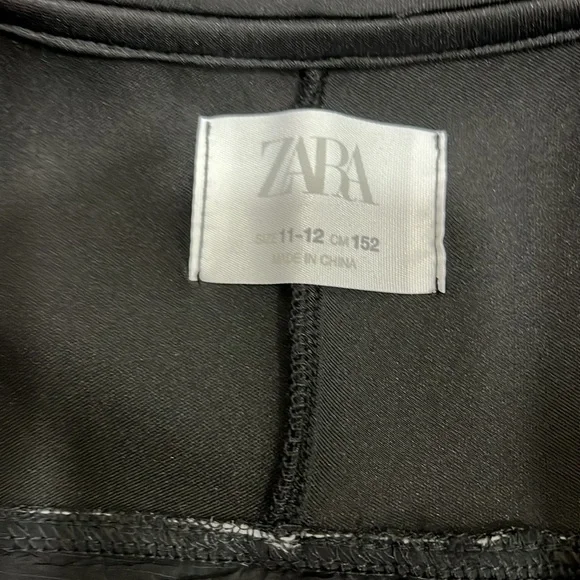 ZARA
SIZE 11-12 CM 152
MADE IN CHINA